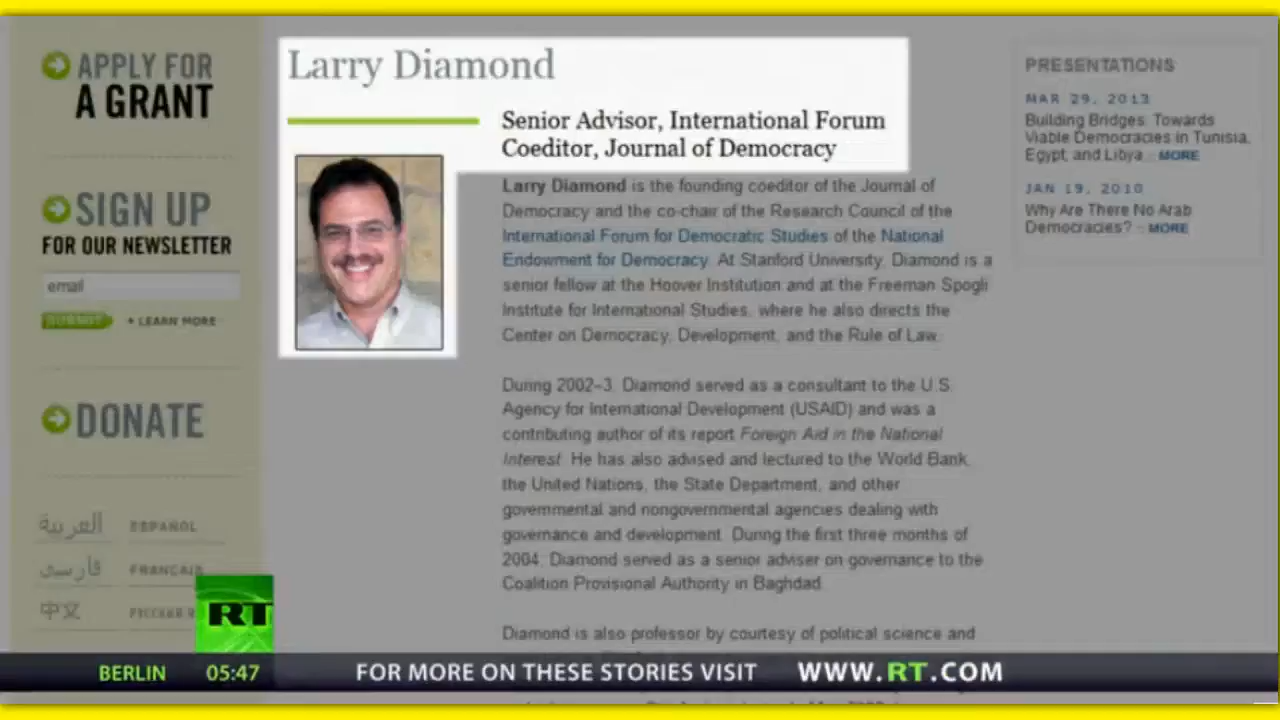 APPLY FOR
A GRANT
SIGN UP
FOR OUR NEWSLETTER
email
SUBMIT
+ LEARN MORE
DONATE
العربية
ESPAÑOL
فارسی
FRANÇAIS
中文
Larry Diamond
Senior Advisor, International Forum
Coeditor, Journal of Democracy
Larry Diamond is the founding coeditor of the Journal of
Democracy and the co-chair of the Research Council of the
International Forum for Democratic Studies of the National
Endowment for Democracy. At Stanford University, Diamond is a
senior fellow at the Hoover Institution and at the Freeman Spogli
Institute for International Studies, where he also directs the
Center on Democracy, Development, and the Rule of Law.
During 2002–3, Diamond served as a consultant to the U.S.
Agency for International Development (USAID) and was a
contributing author of its report Foreign Aid in the National
Interest. He has also advised and lectured to the World Bank,
the United Nations, the State Department, and other
governmental and nongovernmental agencies dealing with
governance and development. During the first three months of
2004, Diamond served as a senior adviser on governance to the
Coalition Provisional Authority in Baghdad.
Diamond is also professor by courtesy of political science and
PRESENTATIONS
MAR 29, 2013
Building Bridges: Towards
Viable Democracies in Tunisia,
Egypt, and Libya - MORE
JAN 19, 2010
Why Are There No Arab
Democracies? - MORE
RT
BERLIN 05:47 FOR MORE ON THESE STORIES VISIT WWW.RT.COM